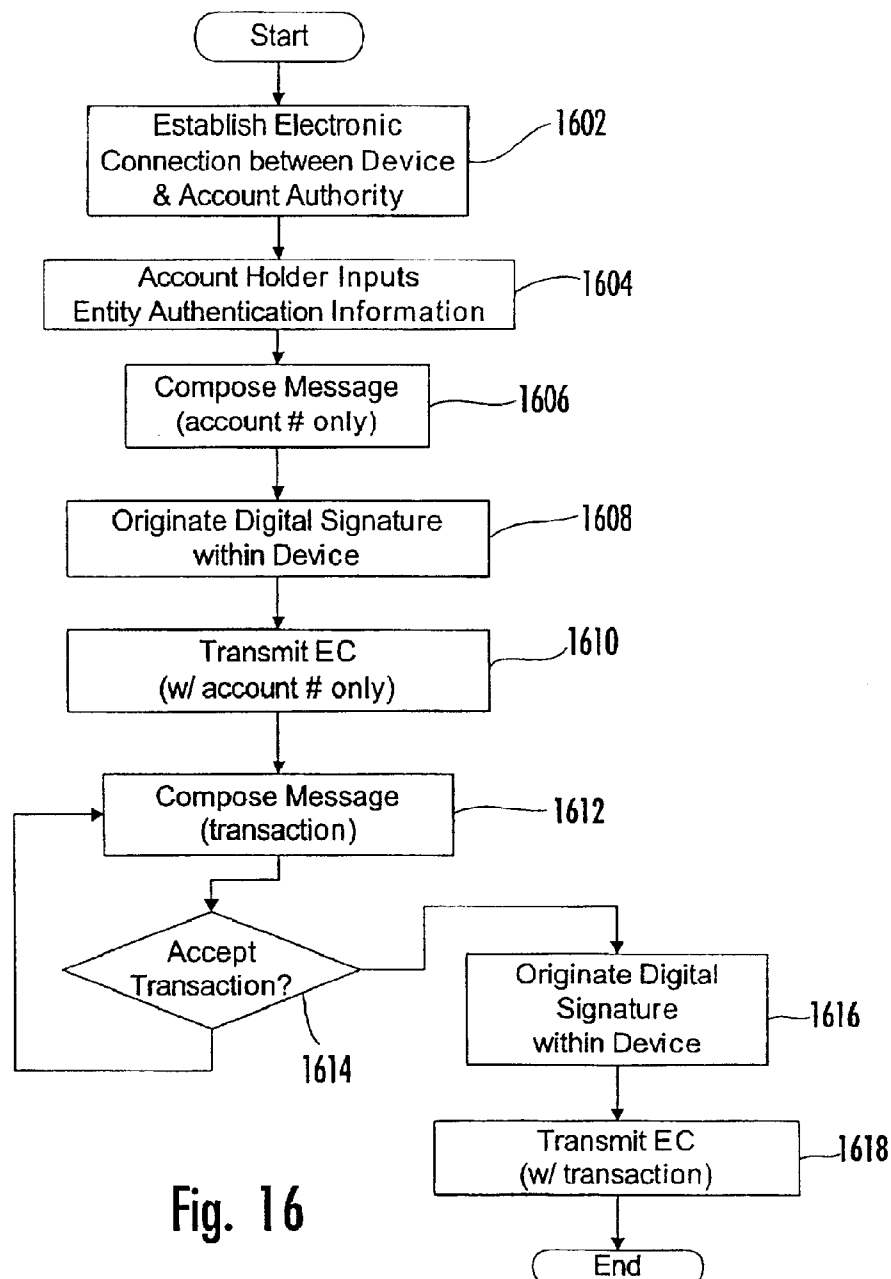 Start
Establish Electronic
Connection between Device
& Account Authority
1602
Account Holder Inputs
Entity Authentication Information
1604
Compose Message
(account # only)
1606
Originate Digital Signature
within Device
1608
Transmit EC
(w/ account # only)
1610
Compose Message
(transaction)
1612
Accept
Transaction?
1614
Originate Digital
Signature
within Device
1616
Transmit EC
(w/ transaction)
1618
End
Fig. 16